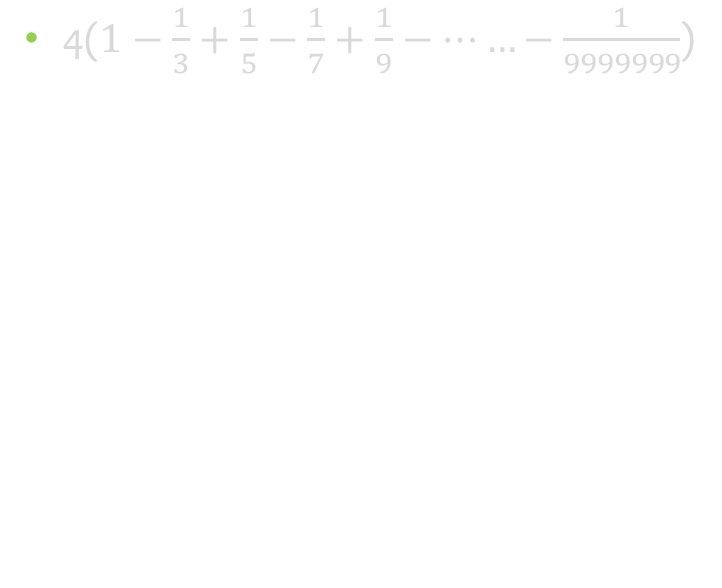 • 4(1 − 1/3 + 1/5 − 1/7 + 1/9 − ⋯ ... − 1/9999999)